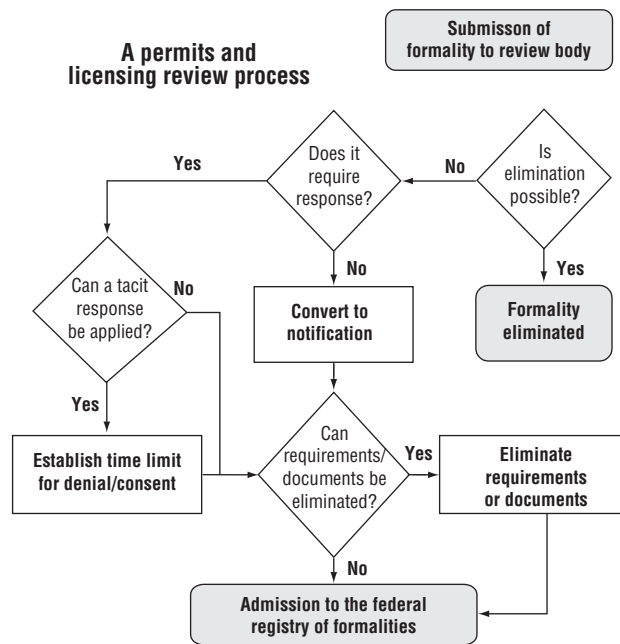 A permits and
licensing review process
Submisson of
formality to review body
Is
elimination
possible?
No
Does it
require
response?
Yes
Yes
Formality
eliminated
No
Convert to
notification
Can a tacit
response
be applied?
No
Yes
Establish time limit
for denial/consent
Can
requirements/
documents be
eliminated?
Yes
Eliminate
requirements
or documents
No
Admission to the federal
registry of formalities